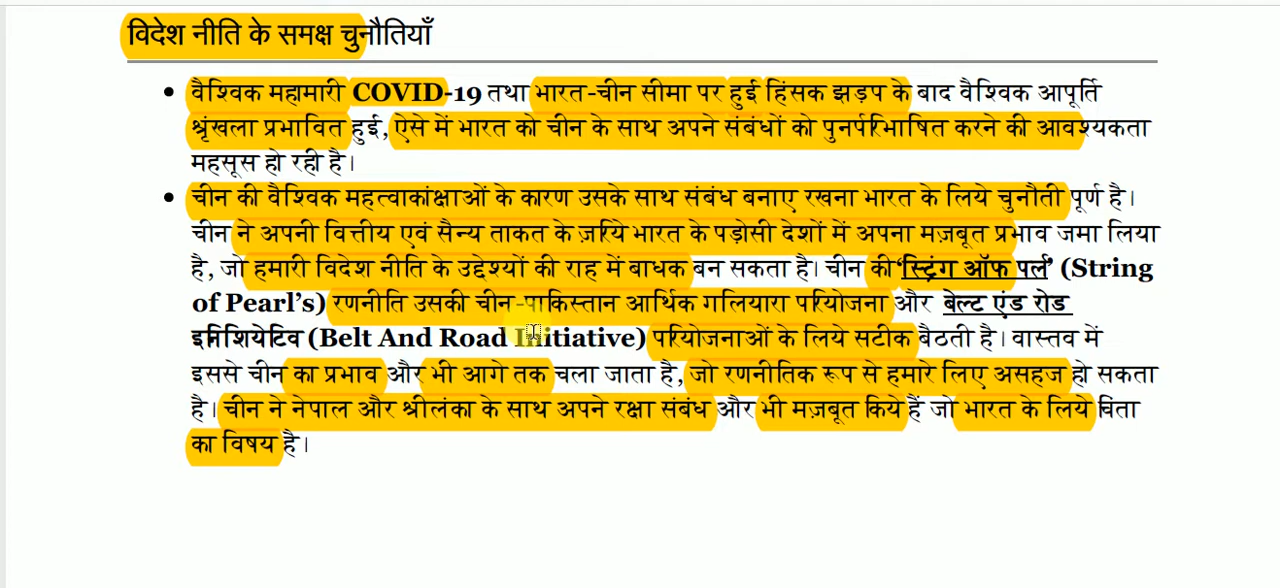 विदेश नीति के समक्ष चुनौतियाँ
वैश्विक महामारी COVID-19 तथा भारत-चीन सीमा पर हुई हिंसक झड़प के बाद वैश्विक आपूर्ति
श्रृंखला प्रभावित हुई, ऐसे में भारत को चीन के साथ अपने संबंधों को पुनर्परिभाषित करने की आवश्यकता
महसूस हो रही है।
चीन की वैश्विक महत्वाकांक्षाओं के कारण उसके साथ संबंध बनाए रखना भारत के लिये चुनौती पूर्ण है।
चीन ने अपनी वित्तीय एवं सैन्य ताकत के ज़रिये भारत के पड़ोसी देशों में अपना मज़बूत प्रभाव जमा लिया
है, जो हमारी विदेश नीति के उद्देश्यों की राह में बाधक बन सकता है। चीन की ‘स्ट्रिंग ऑफ पर्ल’ (String
of Pearl’s) रणनीति उसकी चीन-पाकिस्तान आर्थिक गलियारा परियोजना और बेल्ट एंड रोड
इनिशियेटिव (Belt And Road Initiative) परियोजनाओं के लिये सटीक बैठती है। वास्तव में
इससे चीन का प्रभाव और भी आगे तक चला जाता है, जो रणनीतिक रूप से हमारे लिए असहज हो सकता
है। चीन ने नेपाल और श्रीलंका के साथ अपने रक्षा संबंध और भी मज़बूत किये हैं जो भारत के लिये चिंता
का विषय है।